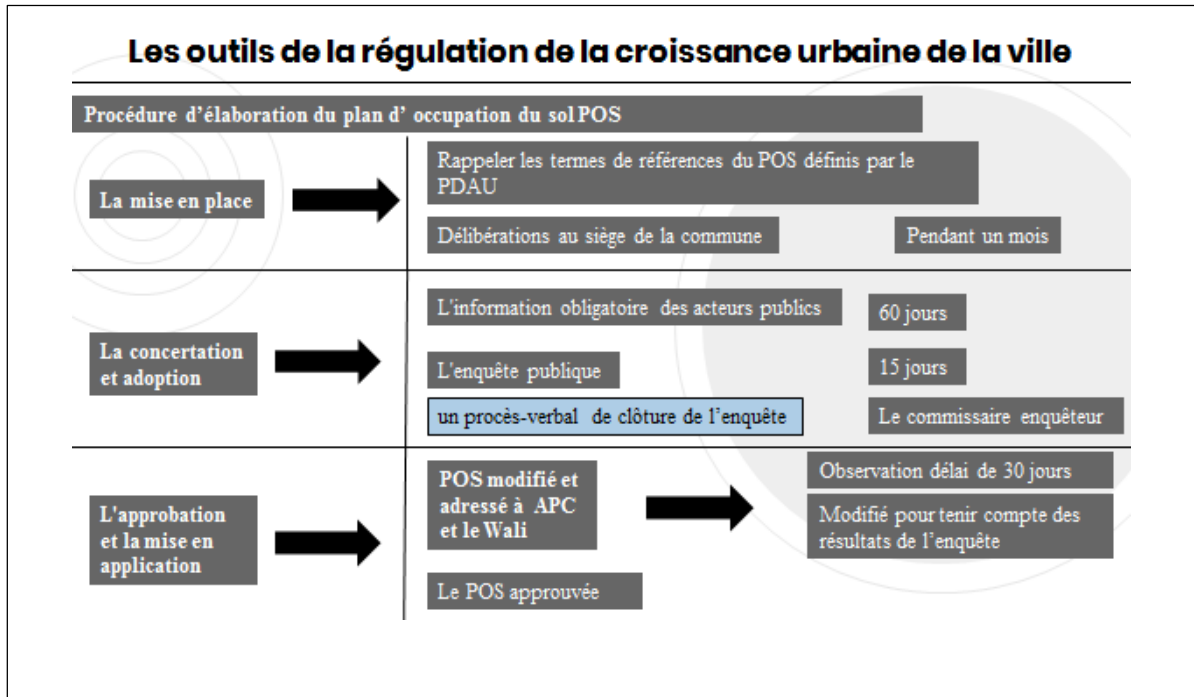 Les outils de la régulation de la croissance urbaine de la ville
Procédure d'élaboration du plan d' occupation du sol POS
La mise en place
Rappeler les termes de références du POS définis par le
PDAU
Délibérations au siège de la commune
Pendant un mois
La concertation
et adoption
L'information obligatoire des acteurs publics
60 jours
L'enquête publique
15 jours
un procès-verbal de clôture de l'enquête
Le commissaire enquêteur
L'approbation
et la mise en
application
POS modifié et
adressé à APC
et le Wali
Observation délai de 30 jours
Modifié pour tenir compte des
résultats de l'enquête
Le POS approuvée